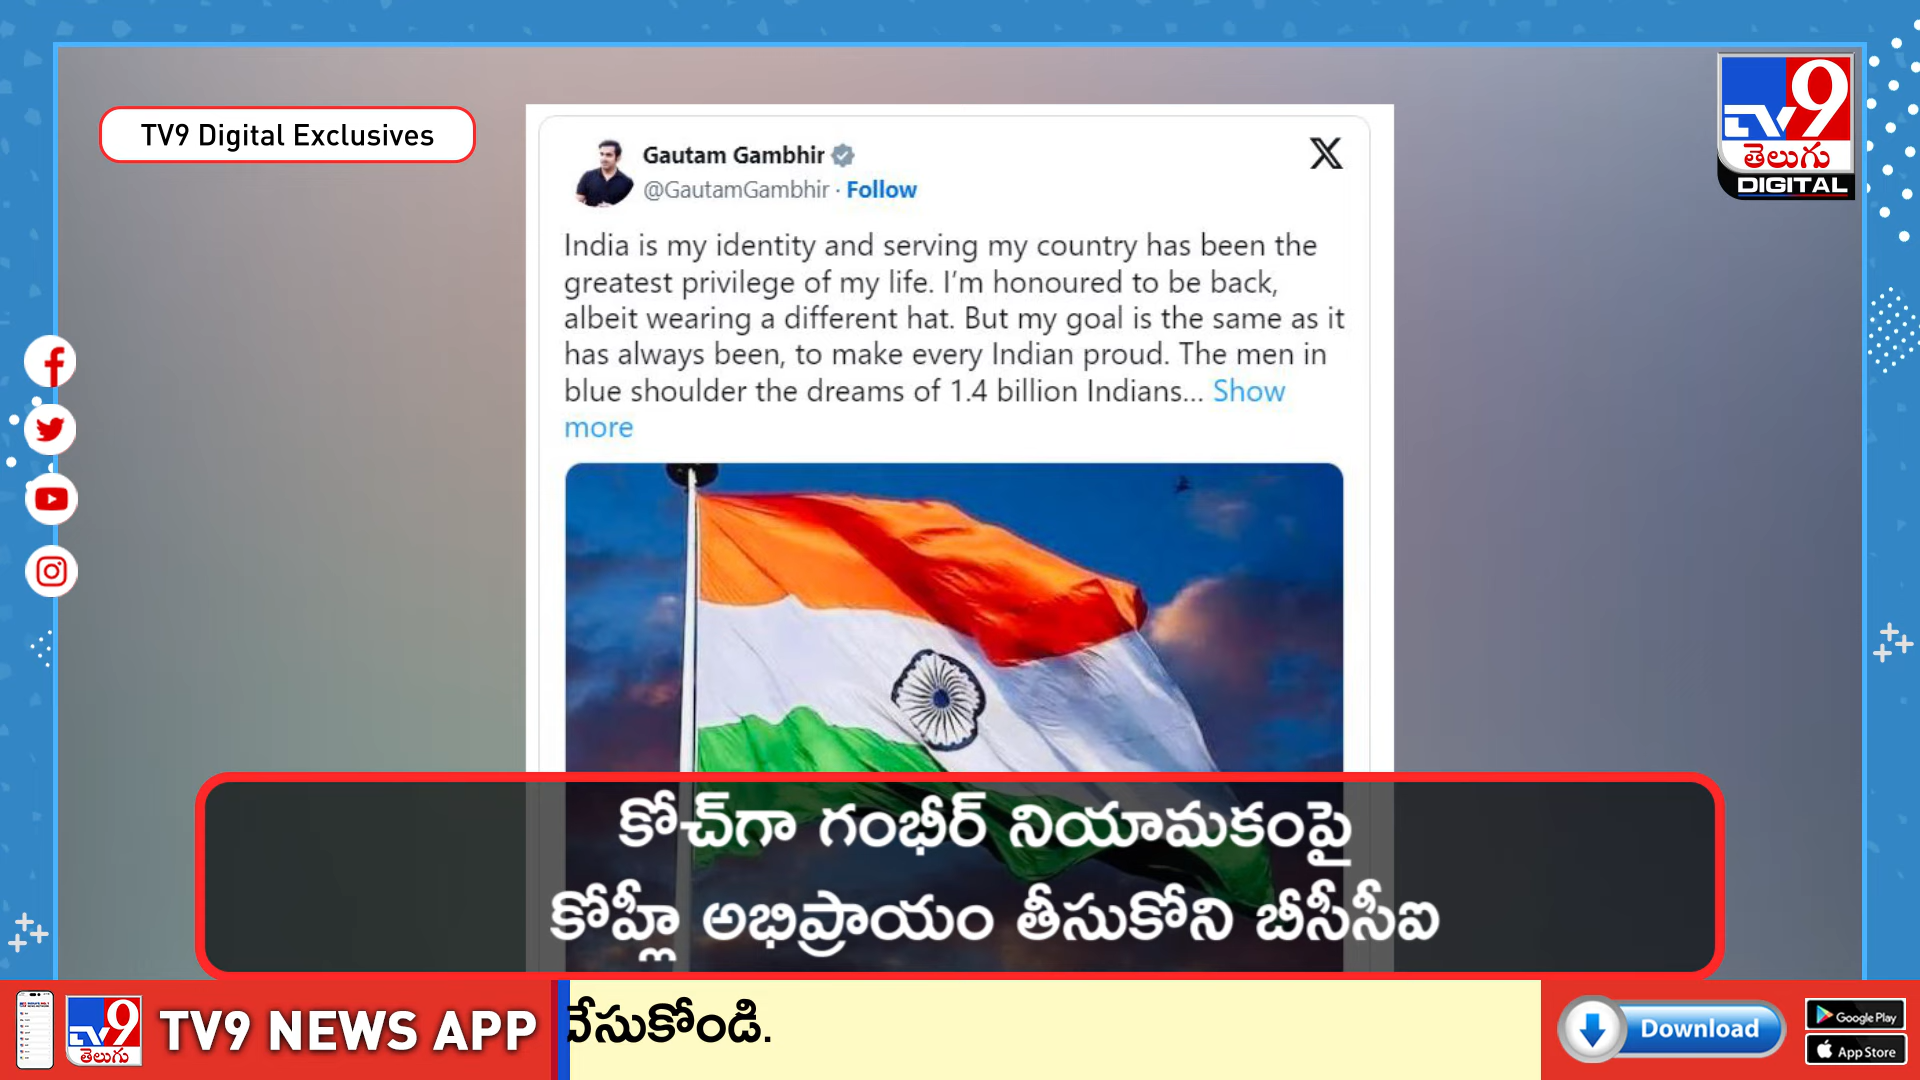 TV9 Digital Exclusives
TV9
తెలుగు
DIGITAL
Gautam Gambhir
X
@GautamGambhir · Follow
India is my identity and serving my country has been the
greatest privilege of my life. I'm honoured to be back,
albeit wearing a different hat. But my goal is the same as it
has always been, to make every Indian proud. The men in
blue shoulder the dreams of 1.4 billion Indians... Show
more
కోచ్‌గా గంభీర్ నియామకంపై
కోహ్లీ అభిప్రాయం తీసుకోని బీసీసీఐ
TV9
తెలుగు
TV9 NEWS APP
చేసుకోండి.
Download
Google Play
App Store